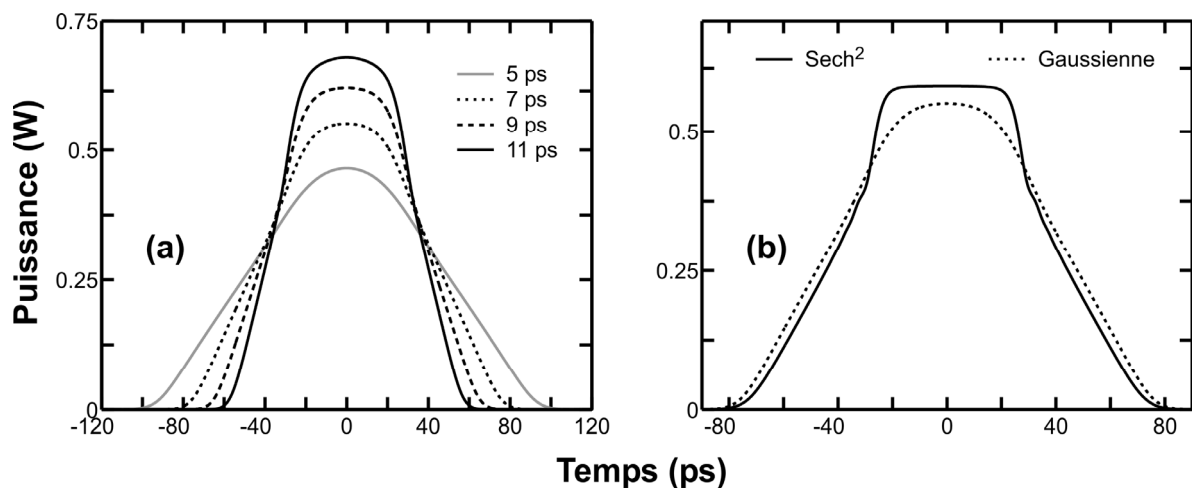 Puissance (W)
0.75
0.5
0.25
0
(a)
5 ps
7 ps
9 ps
11 ps
-120 -80 -40 0 40 80 120
Sech²
Gaussienne
0.5
0.25
0
(b)
-80 -40 0 40 80
Temps (ps)